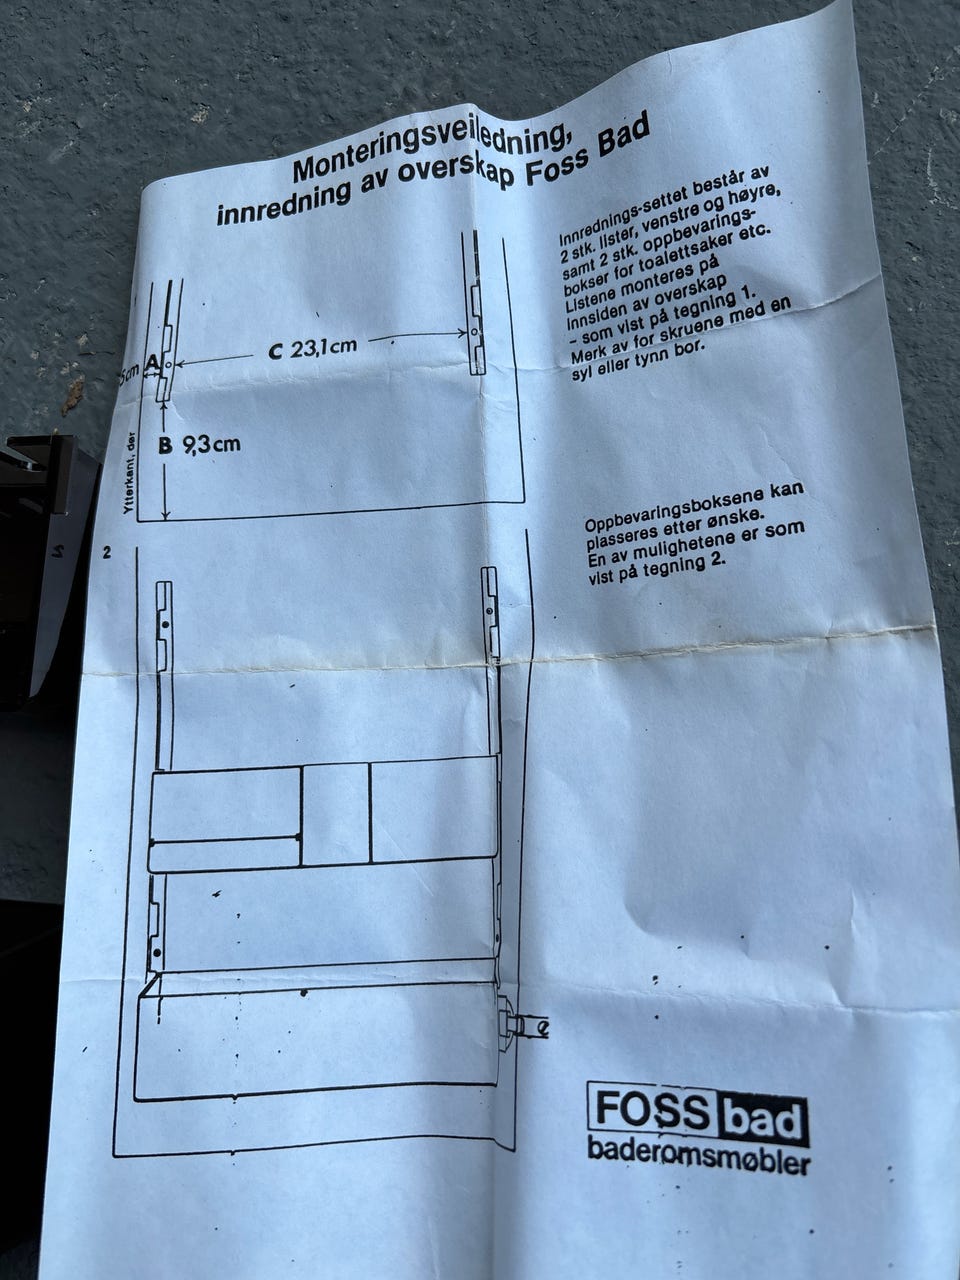 Monteringsveiledning,
innredning av overskap Foss Bad
Innrednings-settet består av
2 stk. lister, venstre og høyre,
samt 2 stk. oppbevarings-
bokser for toalettsaker etc.
Listene monteres på
innsiden av overskap
– som vist på tegning 1.
Merk av for skruene med en
syl eller tynn bor.
C 23,1cm
5cm A
B 9,3cm
Ytterkant, dør
2
Oppbevaringsboksene kan
plasseres etter ønske.
En av mulighetene er som
vist på tegning 2.
FOSS bad
baderomsmøbler